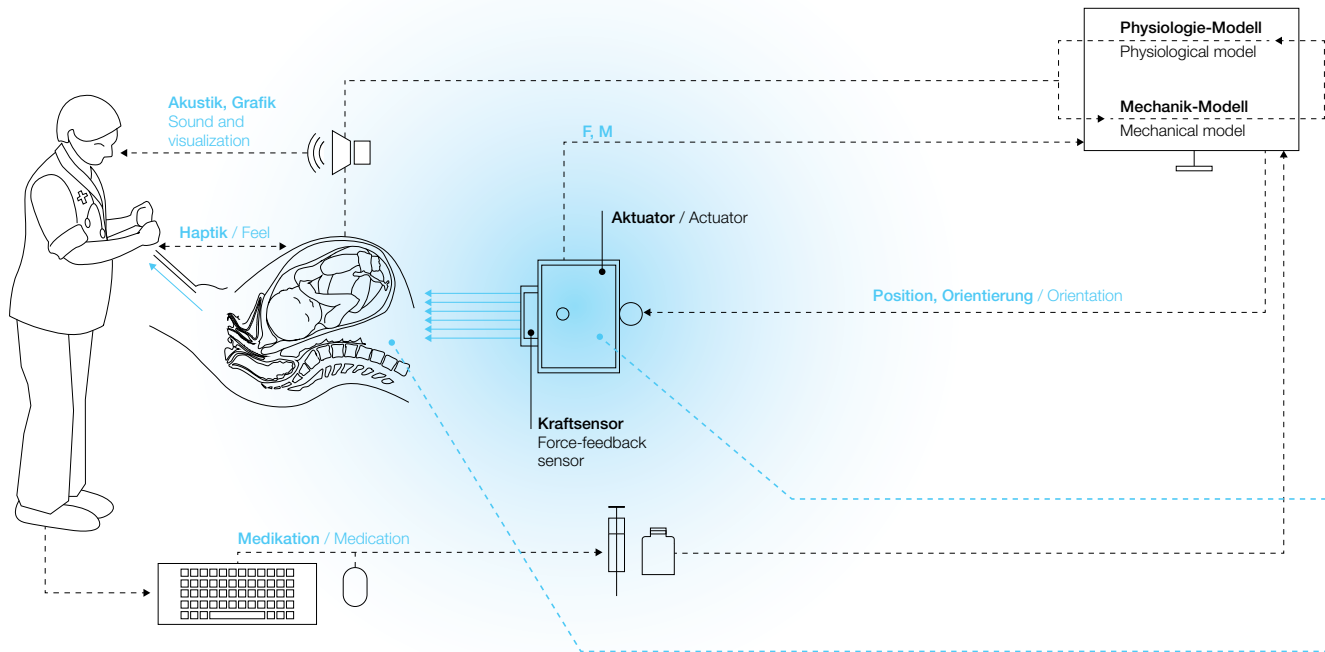 Physiologie-Modell
Physiological model
Mechanik-Modell
Mechanical model
Akustik, Grafik
Sound and
visualization
F, M
Aktuator / Actuator
Haptik / Feel
Position, Orientierung / Orientation
Kraftsensor
Force-feedback
sensor
Medikation / Medication